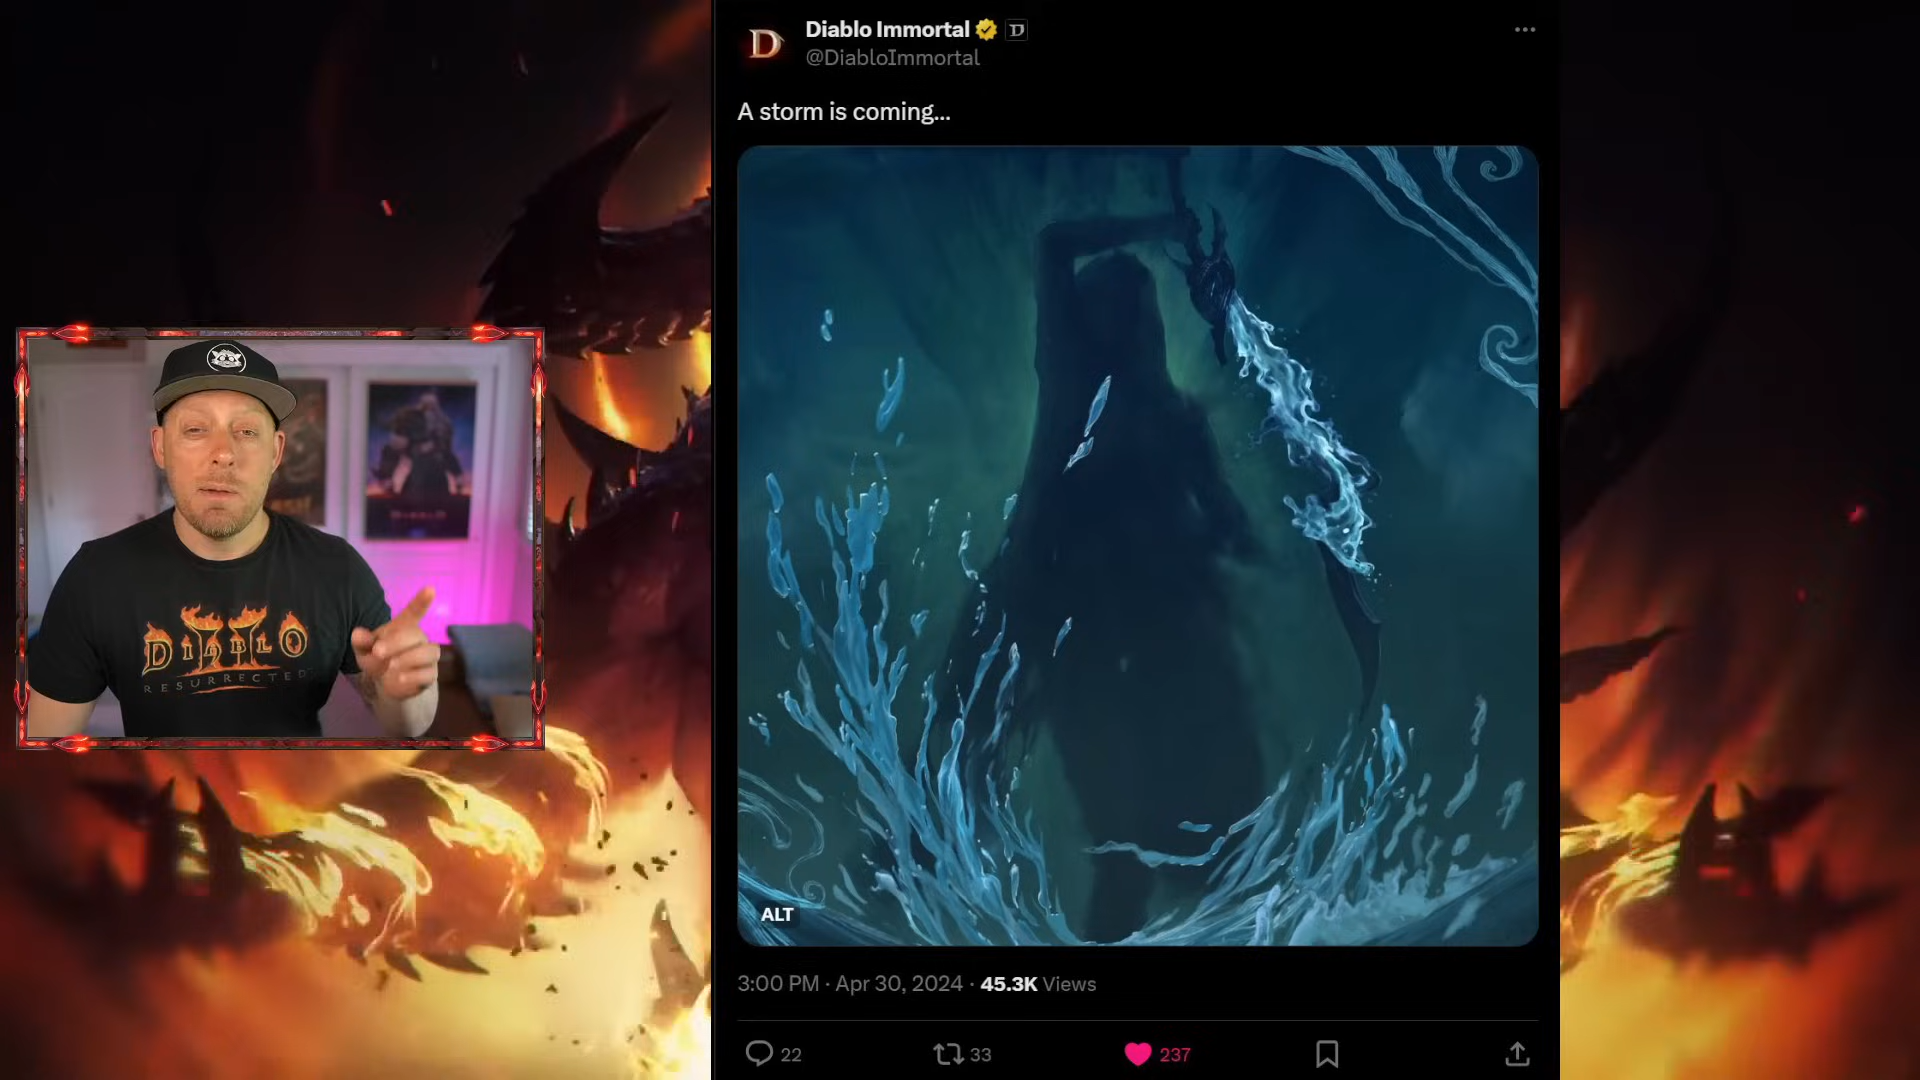 Diablo Immortal
@DiabloImmortal
A storm is coming...
ALT
3:00 PM · Apr 30, 2024 · 45.3K Views
22
33
237
DIABLO
RESURRECTED
DIABLO